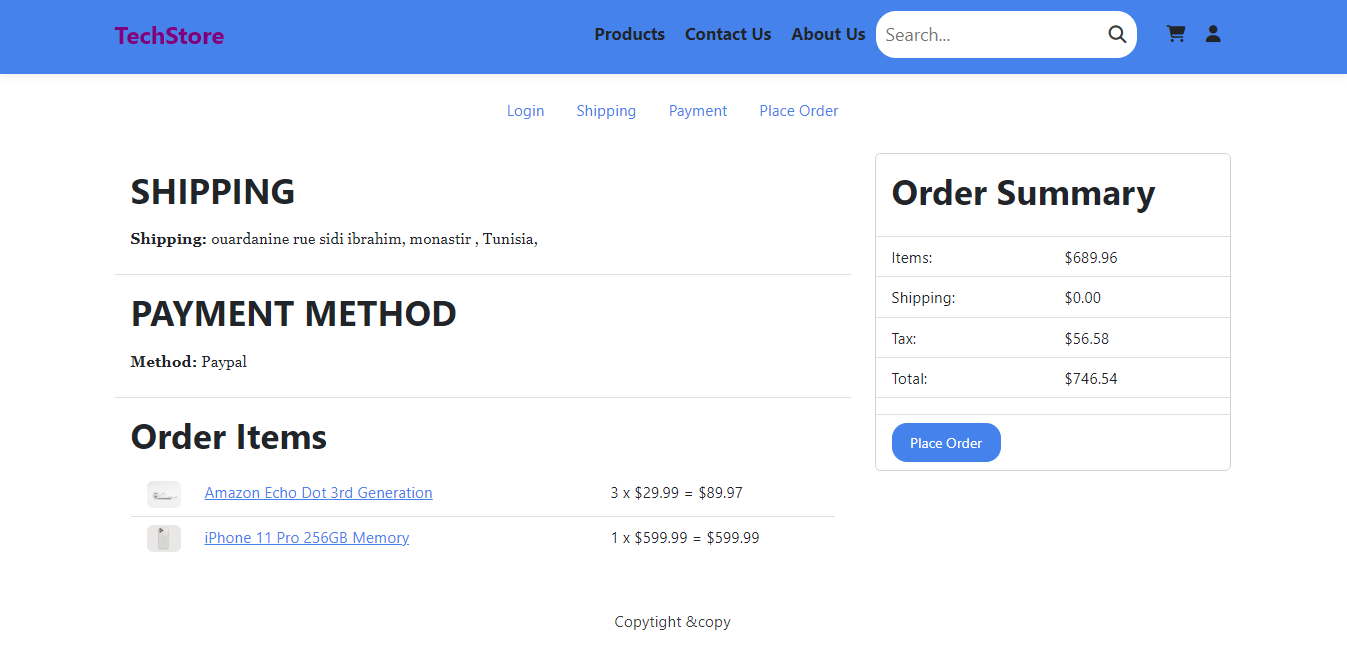 TechStore Products Contact Us About Us Search...
Login Shipping Payment Place Order
SHIPPING
Shipping: ouardanine rue sidi ibrahim, monastir , Tunisia,
PAYMENT METHOD
Method: Paypal
Order Items
Amazon Echo Dot 3rd Generation 3 x $29.99 = $89.97
iPhone 11 Pro 256GB Memory 1 x $599.99 = $599.99
Order Summary
Items: $689.96
Shipping: $0.00
Tax: $56.58
Total: $746.54
Place Order
Copytight &copy